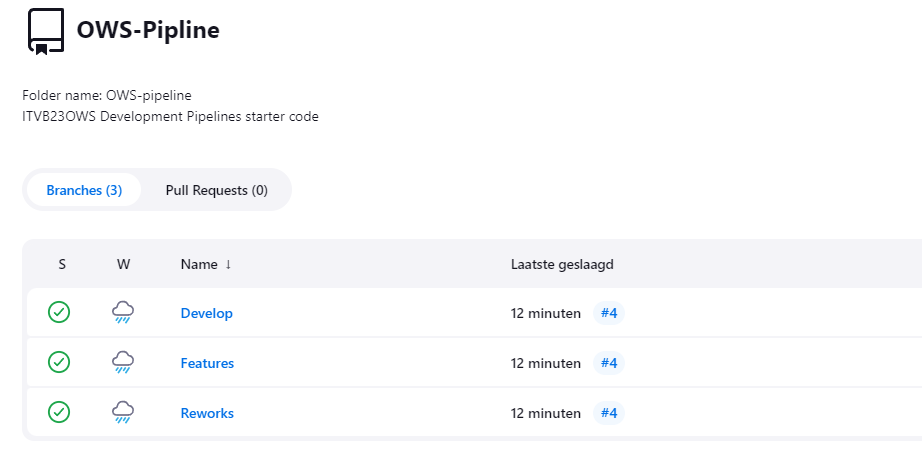 OWS-Pipline
Folder name: OWS-pipeline
ITVB23OWS Development Pipelines starter code
Branches (3) Pull Requests (0)
S W Name ↓ Laatste geslaagd
Develop 12 minuten #4
Features 12 minuten #4
Reworks 12 minuten #4